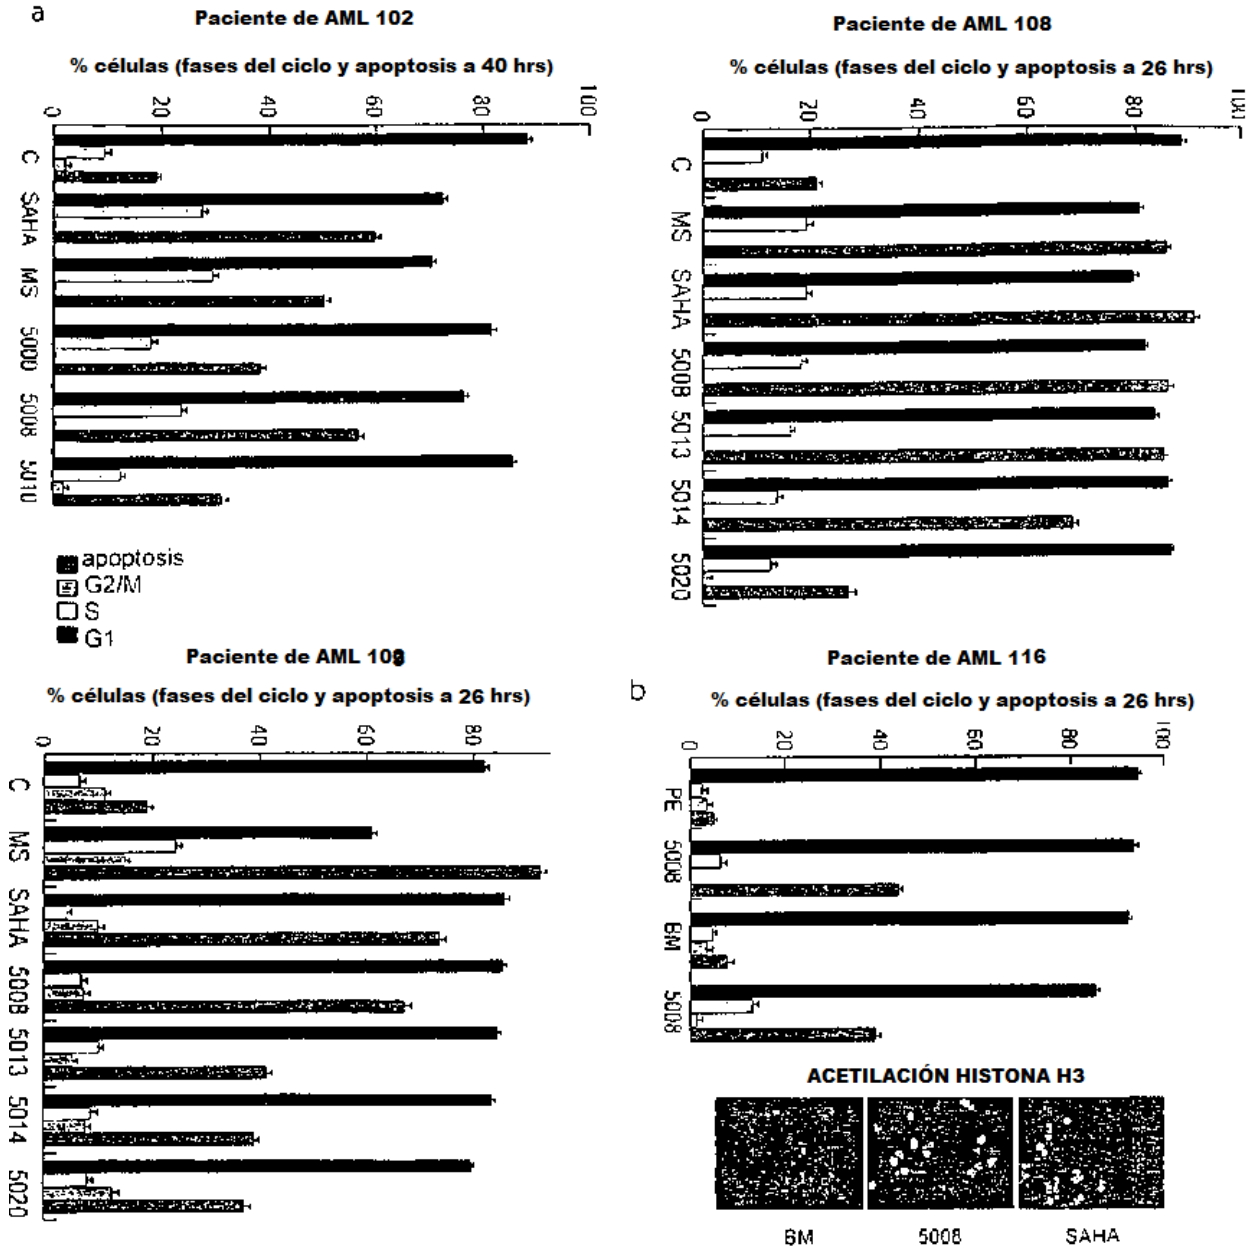 a
Paciente de AML 102
% células (fases del ciclo y apoptosis a 40 hrs)
0 20 40 60 80 100
C
SAHA
MS
5000
5008
5010
apoptosis
G2/M
S
G1
Paciente de AML 108
% células (fases del ciclo y apoptosis a 26 hrs)
0 20 40 60 80 100
C
MS
SAHA
5008
5013
5014
5020
Paciente de AML 109
% células (fases del ciclo y apoptosis a 26 hrs)
0 20 40 60 80
C
MS
SAHA
5008
5013
5014
5020
b
Paciente de AML 116
% células (fases del ciclo y apoptosis a 26 hrs)
0 20 40 60 80 100
PE
5008
BM
5008
ACETILACIÓN HISTONA H3
BM 5008 SAHA